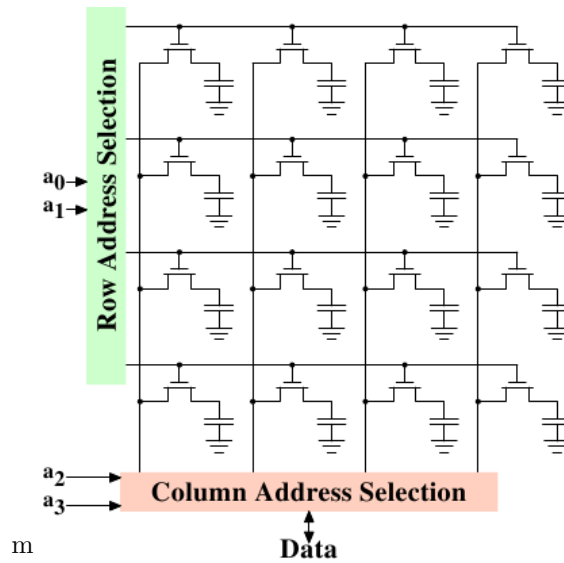 Row Address Selection
a0
a1
a2
a3
Column Address Selection
m
Data